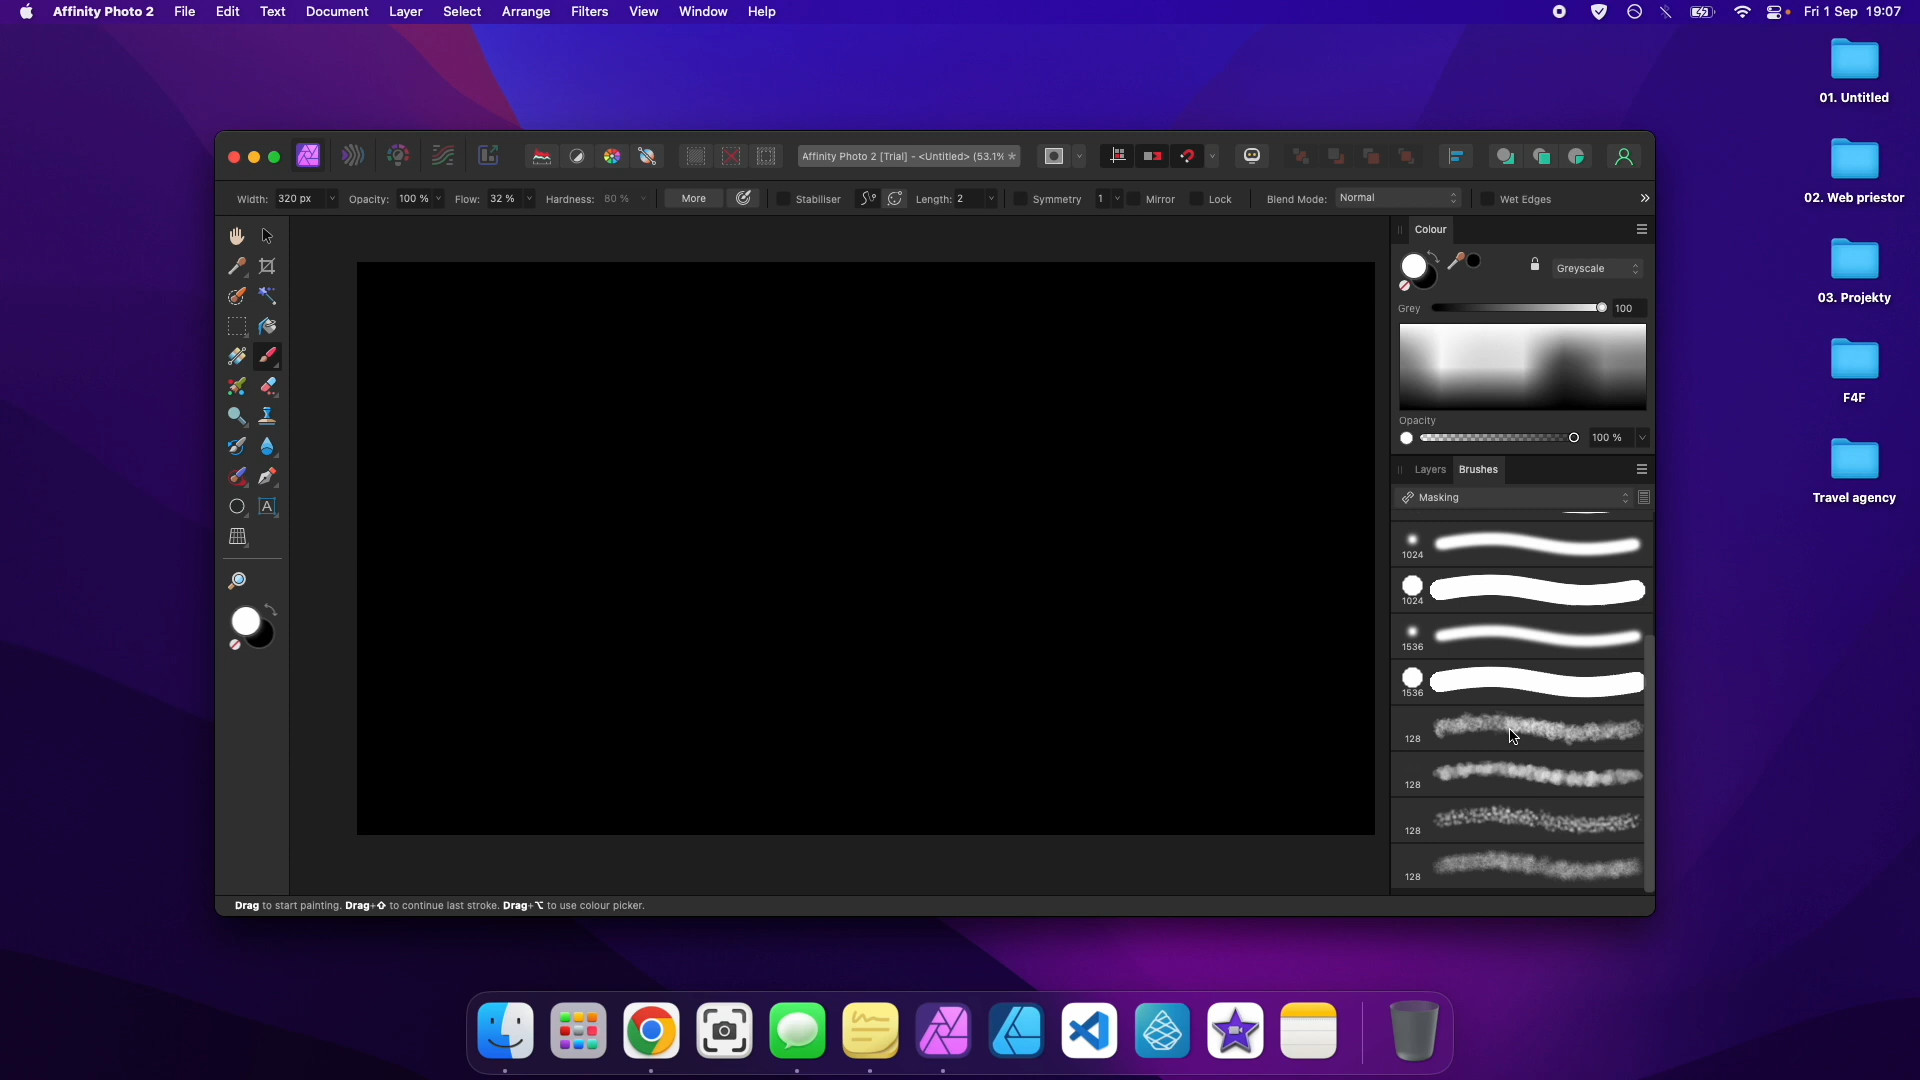 Affinity Photo 2 File Edit Text Document Layer Select Arrange Filters View Window Help Fri 1 Sep 19:07
01. Untitled
Affinity Photo 2 [Trial] - <Untitled> (53.1%
02. Web priestor
Width: 320 px Opacity: 100 % Flow: 32 % Hardness: 80 % More Stabiliser Length: 2 Symmetry 1 Mirror Lock Blend Mode: Normal Wet Edges
Colour
Greyscale
03. Projekty
Grey 100
F4F
Opacity
100 %
Layers Brushes
Masking
Travel agency
1024
1024
1536
1536
128
128
128
128
A
Drag to start painting. Drag+⇧ to continue last stroke. Drag+⌥ to use colour picker.